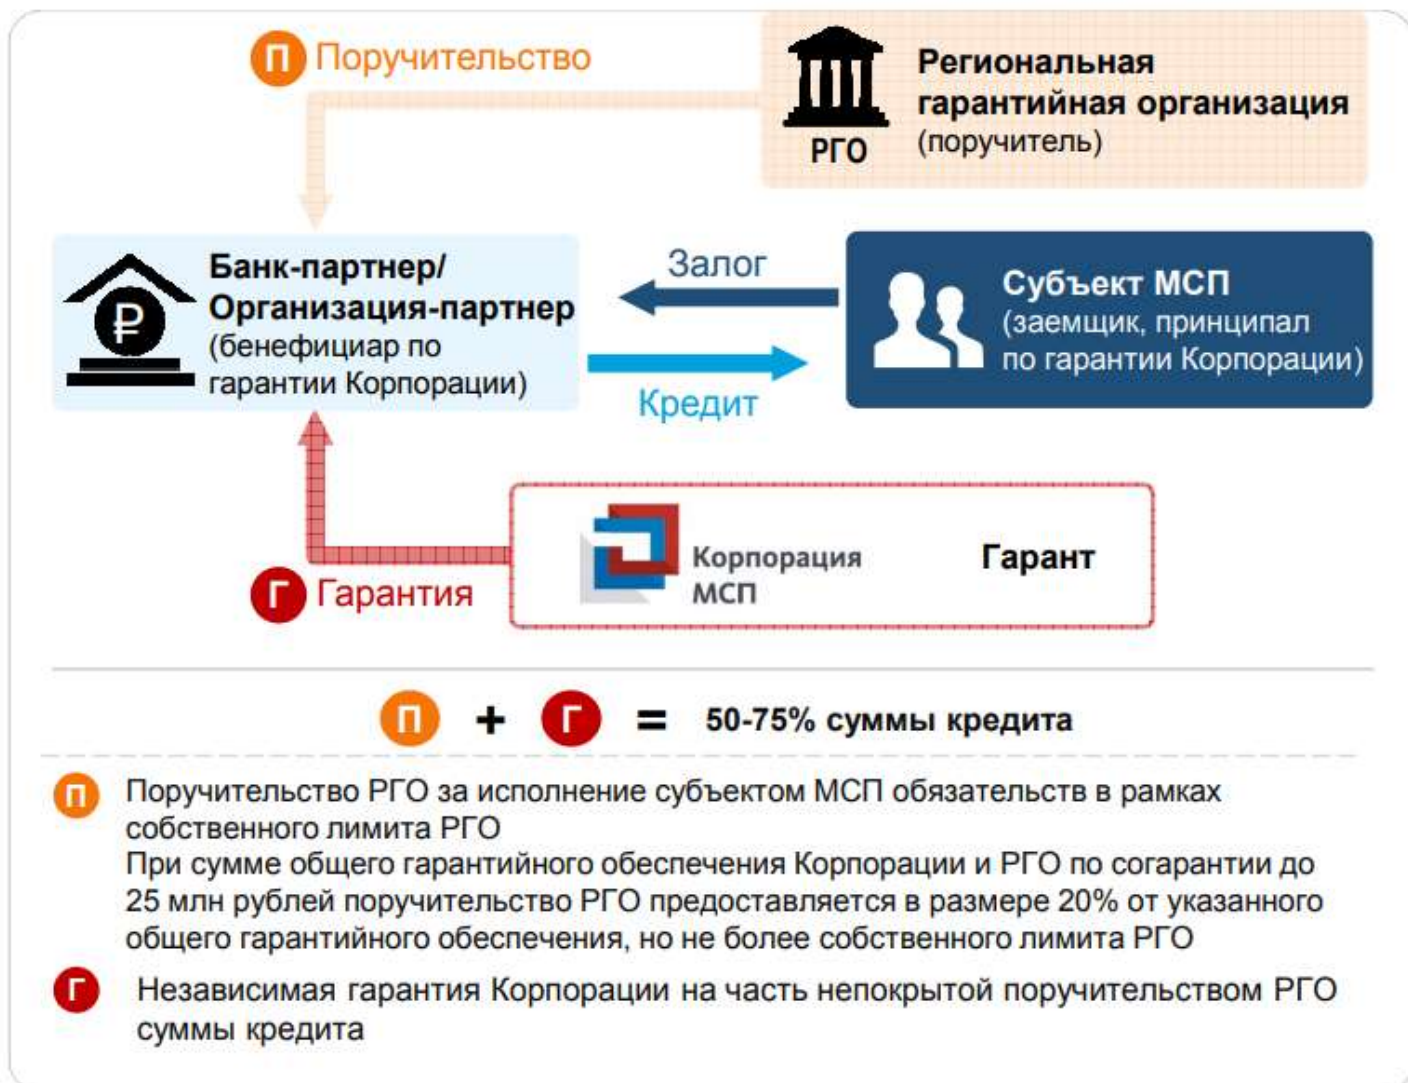 П Поручительство
РГО
Региональная
гарантийная организация
(поручитель)
₽
Банк-партнер/
Организация-партнер
(бенефициар по
гарантии Корпорации)
Залог
Кредит
Субъект МСП
(заемщик, принципал
по гарантии Корпорации)
Г Гарантия
Корпорация
МСП
Гарант
П + Г = 50-75% суммы кредита
П Поручительство РГО за исполнение субъектом МСП обязательств в рамках
собственного лимита РГО
При сумме общего гарантийного обеспечения Корпорации и РГО по согарантии до
25 млн рублей поручительство РГО предоставляется в размере 20% от указанного
общего гарантийного обеспечения, но не более собственного лимита РГО
Г Независимая гарантия Корпорации на часть непокрытой поручительством РГО
суммы кредита